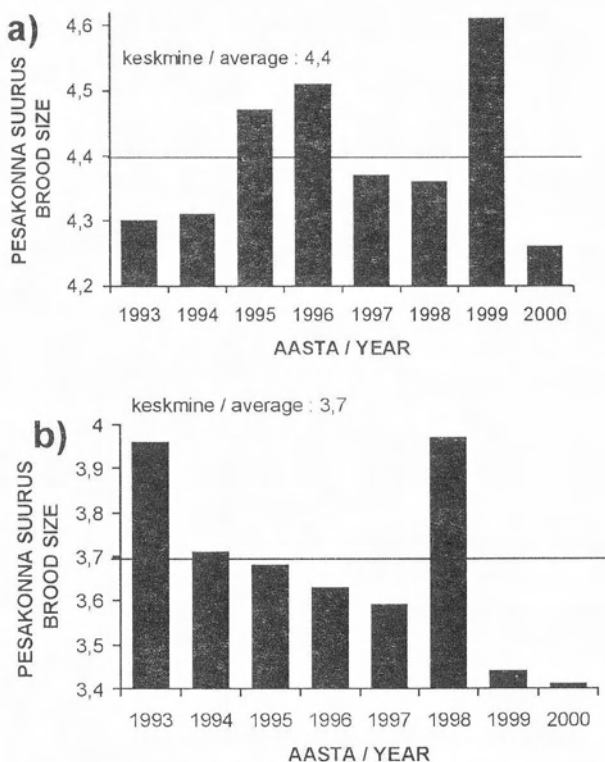 a)
keskmine / average : 4,4
PESAKONNA SUURUS
BROOD SIZE
4,6
4,5
4,4
4,3
4,2
1993 1994 1995 1996 1997 1998 1999 2000
AASTA / YEAR
b)
keskmine / average : 3,7
PESAKONNA SUURUS
BROOD SIZE
4
3,9
3,8
3,7
3,6
3,5
3,4
1993 1994 1995 1996 1997 1998 1999 2000
AASTA / YEAR